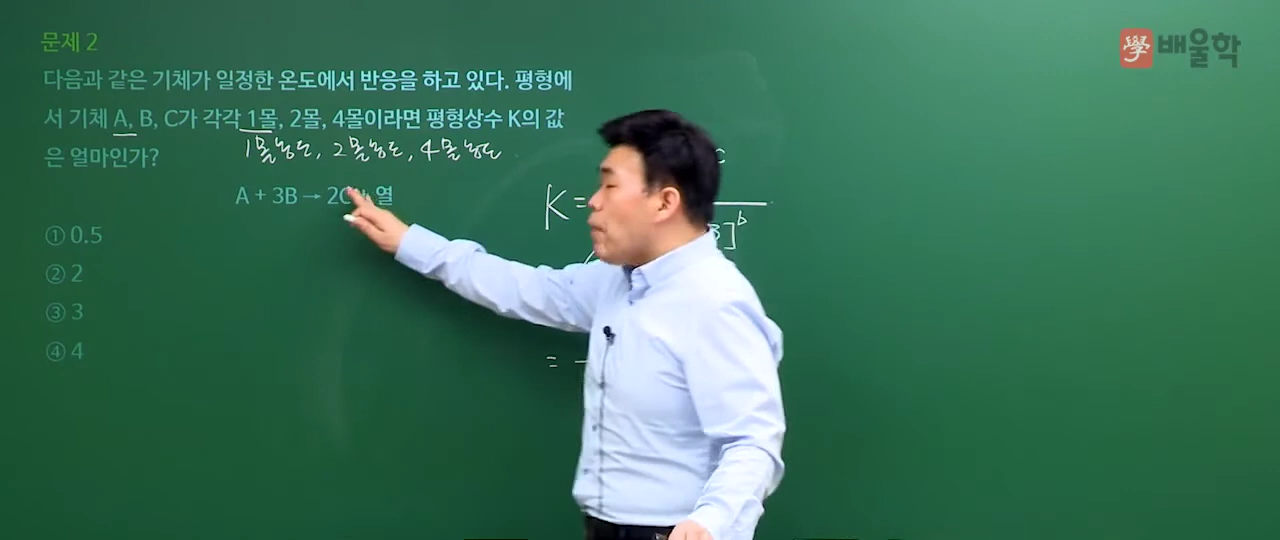 문제 2
學 배울학
다음과 같은 기체가 일정한 온도에서 반응을 하고 있다. 평형에
서 기체 A, B, C가 각각 1몰, 2몰, 4몰이라면 평형상수 K의 값
은 얼마인가?
1몰농도, 2몰농도, 4몰농도
A + 3B → 2C + 열
K=
]ᵇ
① 0.5
② 2
③ 3
④ 4
=